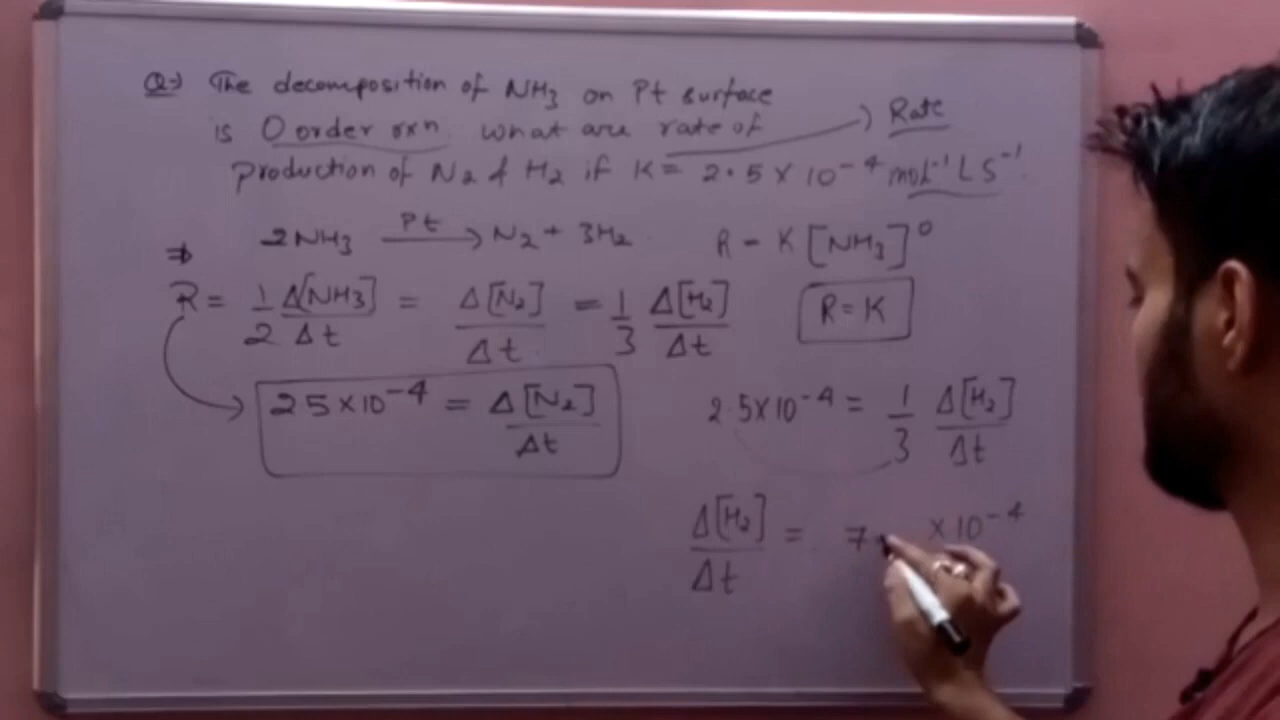 Q→ The decomposition of NH3 on Pt surface
is 0 order rxn. What are rate of → Rate
production of N2 & H2 if K = 2.5 × 10⁻⁴ mol⁻¹ L S⁻¹
⇒ 2NH3 —Pt→ N2 + 3H2 R = K [NH3]⁰
R = 1/2 Δ[NH3]/Δt = Δ[N2]/Δt = 1/3 Δ[H2]/Δt R = K
2.5 × 10⁻⁴ = Δ[N2]/Δt 2.5 × 10⁻⁴ = 1/3 Δ[H2]/Δt
Δ[H2]/Δt = 7. × 10⁻⁴